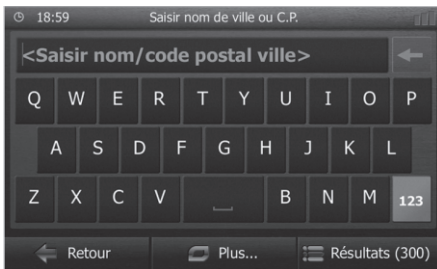 18:59 Saisir nom de ville ou C.P.
<Saisir nom/code postal ville>
Q W E R T Y U I O P
A S D F G H J K L
Z X C V B N M 123
Retour Plus... Résultats (300)